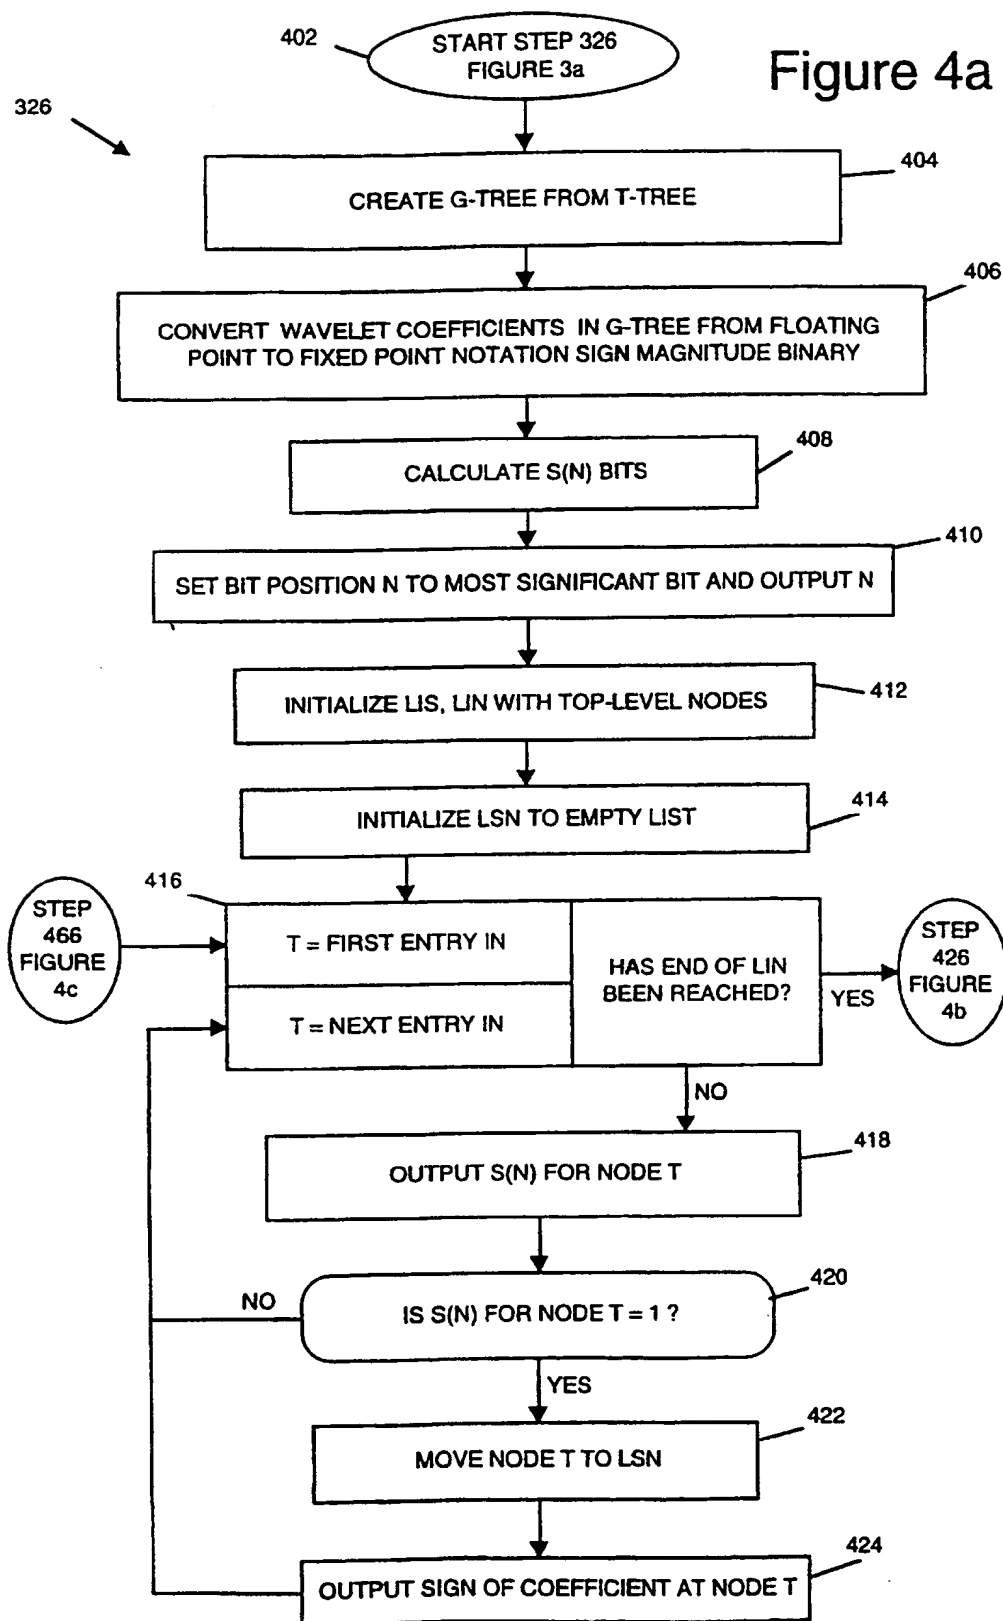 402
START STEP 326
FIGURE 3a
Figure 4a
326
404
CREATE G-TREE FROM T-TREE
406
CONVERT WAVELET COEFFICIENTS IN G-TREE FROM FLOATING
POINT TO FIXED POINT NOTATION SIGN MAGNITUDE BINARY
408
CALCULATE S(N) BITS
410
SET BIT POSITION N TO MOST SIGNIFICANT BIT AND OUTPUT N
412
INITIALIZE LIS, LIN WITH TOP-LEVEL NODES
414
INITIALIZE LSN TO EMPTY LIST
416
STEP
466
FIGURE
4c
T = FIRST ENTRY IN
T = NEXT ENTRY IN
HAS END OF LIN
BEEN REACHED?
YES
STEP
426
FIGURE
4b
NO
418
OUTPUT S(N) FOR NODE T
420
NO
IS S(N) FOR NODE T = 1 ?
YES
422
MOVE NODE T TO LSN
424
OUTPUT SIGN OF COEFFICIENT AT NODE T